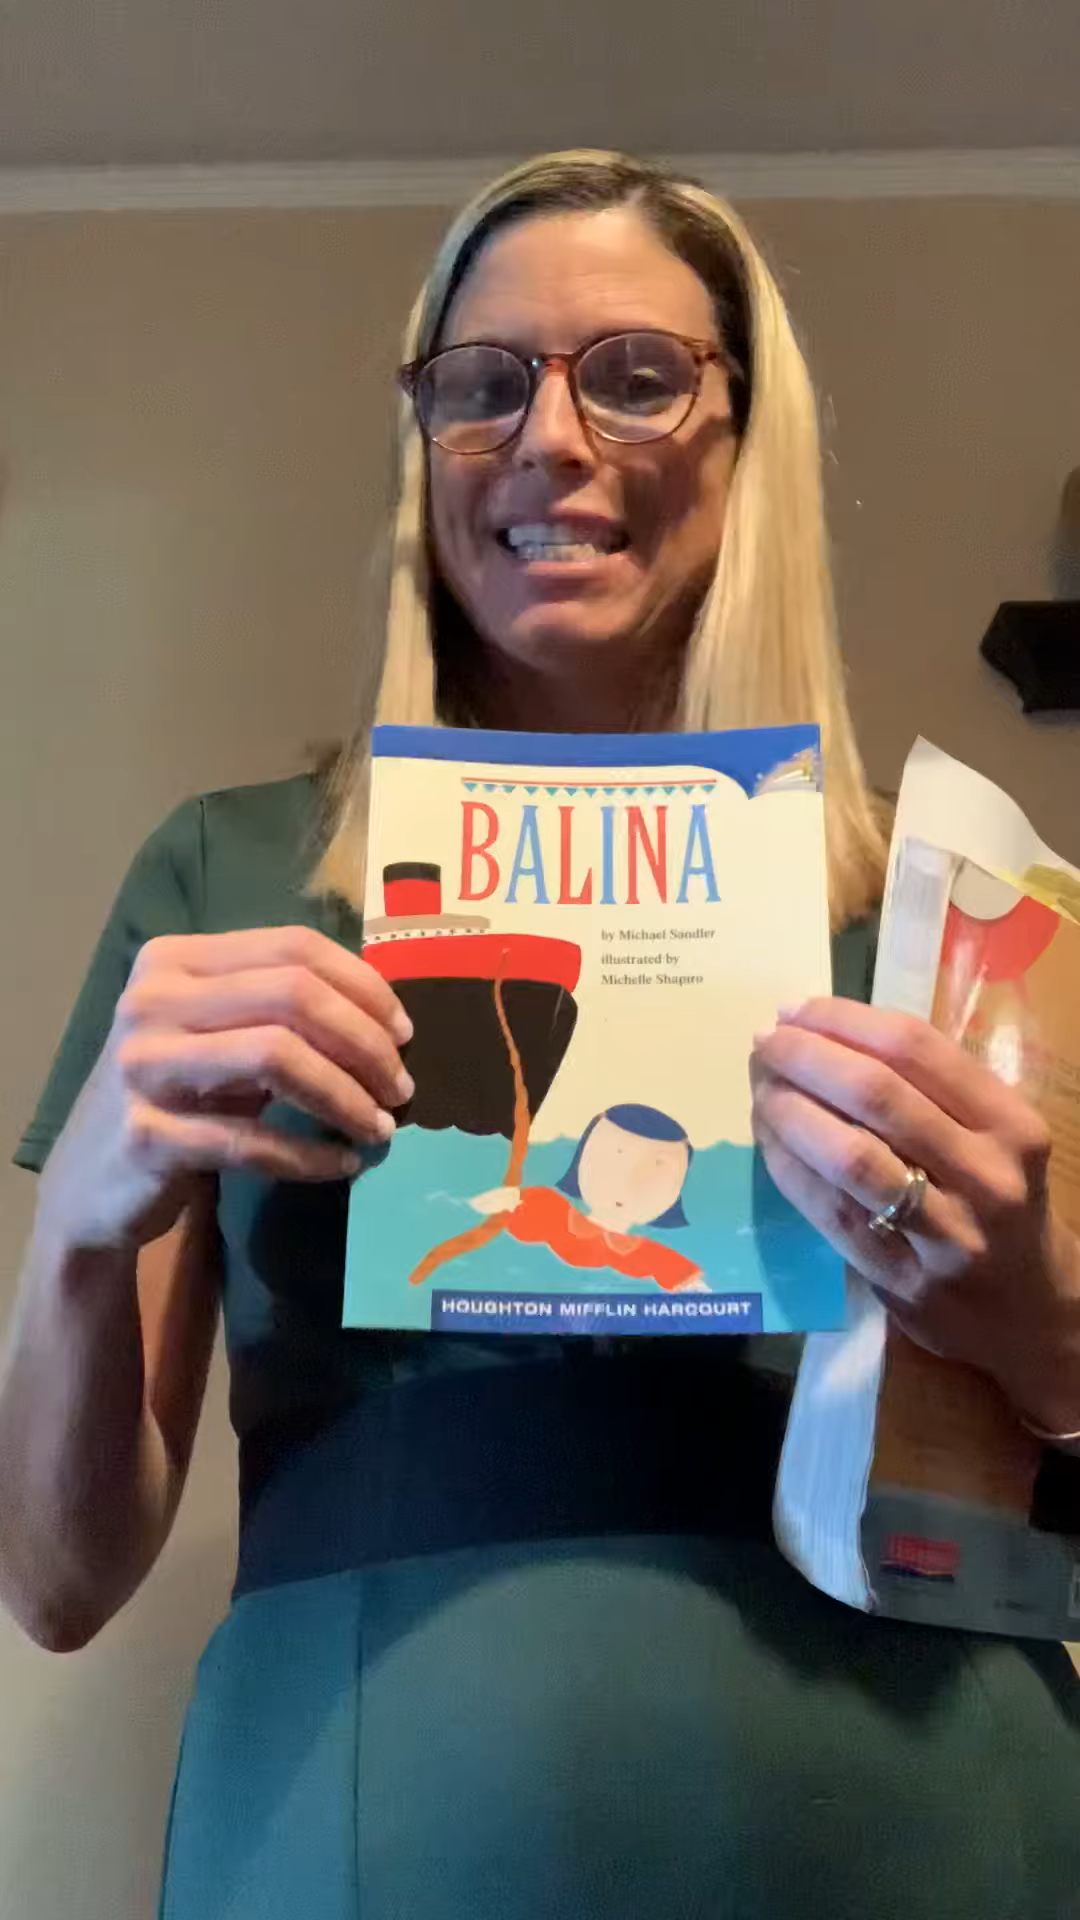 BALINA
by Michael Sandler
illustrated by
Michelle Shapiro
HOUGHTON MIFFLIN HARCOURT